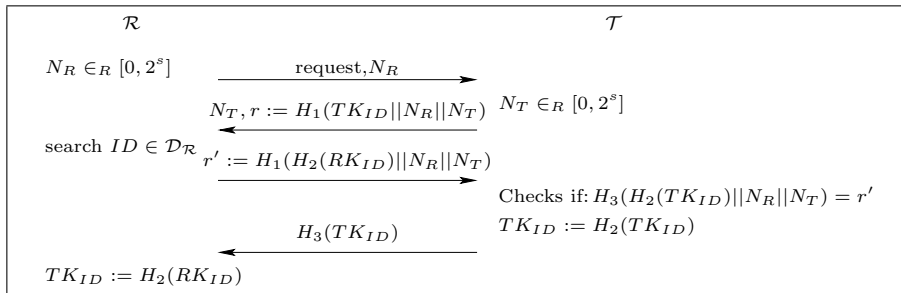 R T
N_R ∈_R [0, 2^s]
request,N_R
N_T, r := H_1(TK_ID||N_R||N_T)
N_T ∈_R [0, 2^s]
search ID ∈ D_R
r′ := H_1(H_2(RK_ID)||N_R||N_T)
Checks if: H_3(H_2(TK_ID)||N_R||N_T) = r′
TK_ID := H_2(TK_ID)
H_3(TK_ID)
TK_ID := H_2(RK_ID)